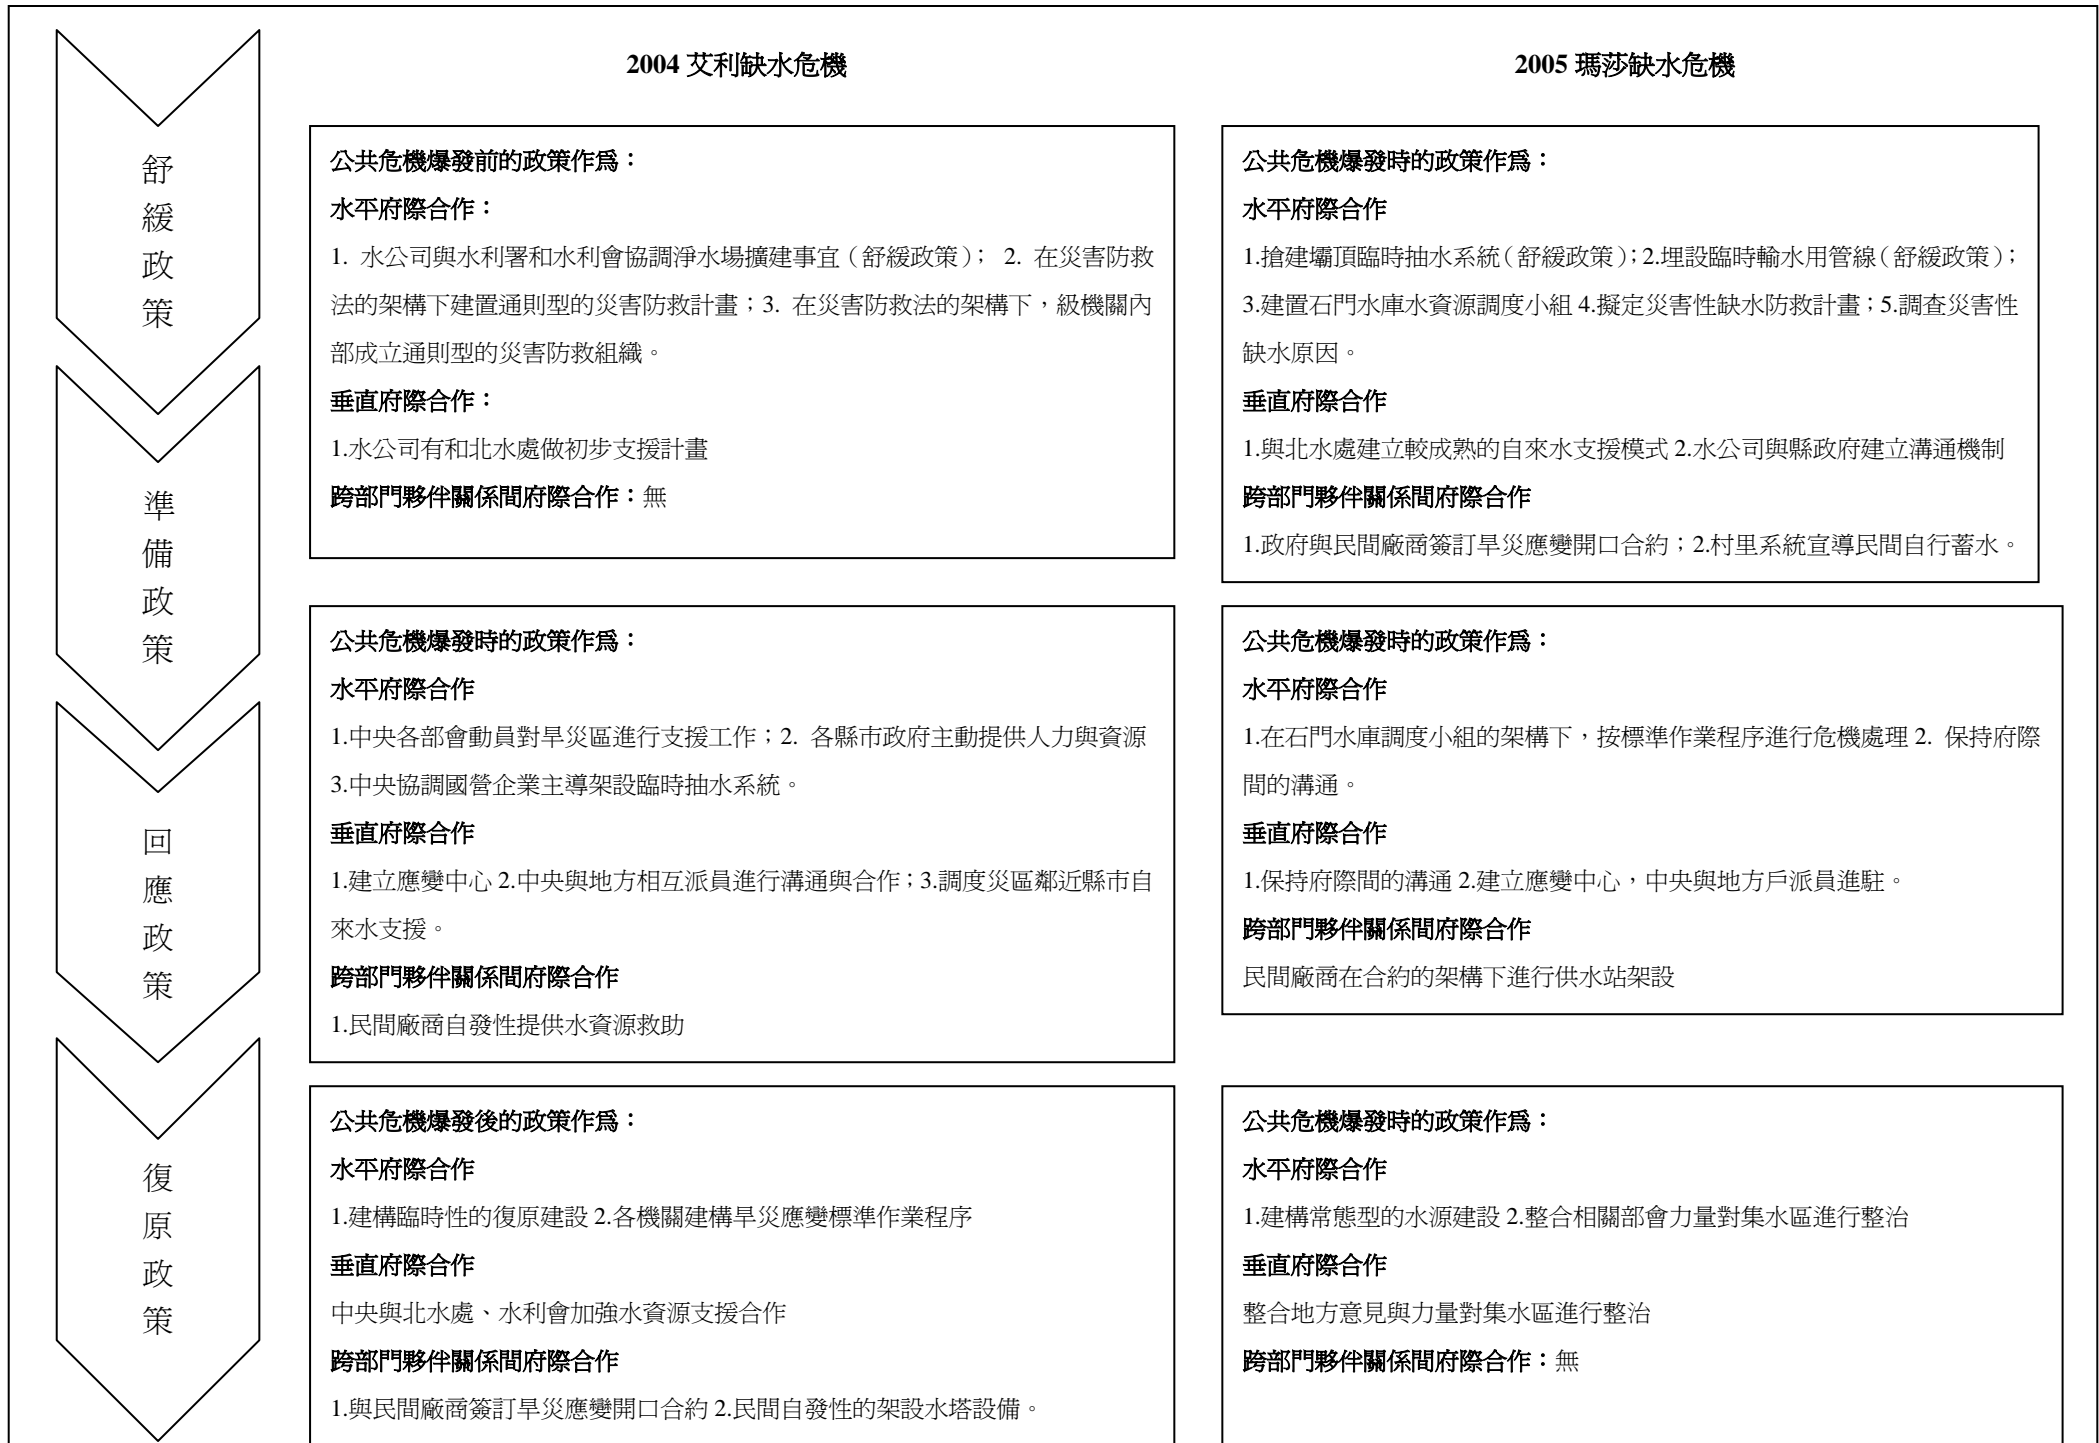 2004 艾利缺水危機
2005 瑪莎缺水危機
舒緩政策
準備政策
回應政策
復原政策
公共危機爆發前的政策作為：
水平府際合作：
1. 水公司與水利署和水利會協調淨水場擴建事宜（舒緩政策）； 2. 在災害防救
法的架構下建置通則型的災害防救計畫；3. 在災害防救法的架構下，級機關內
部成立通則型的災害防救組織。
垂直府際合作：
1.水公司有和北水處做初步支援計畫
跨部門夥伴關係間府際合作：無
公共危機爆發時的政策作為：
水平府際合作
1.搶建壩頂臨時抽水系統（舒緩政策）；2.埋設臨時輸水用管線（舒緩政策）；
3.建置石門水庫水資源調度小組 4.擬定災害性缺水防救計畫；5.調查災害性
缺水原因。
垂直府際合作
1.與北水處建立較成熟的自來水支援模式 2.水公司與縣政府建立溝通機制
跨部門夥伴關係間府際合作
1.政府與民間廠商簽訂旱災應變開口合約；2.村里系統宣導民間自行蓄水。
公共危機爆發時的政策作為：
水平府際合作
1.中央各部會動員對旱災區進行支援工作；2. 各縣市政府主動提供人力與資源
3.中央協調國營企業主導架設臨時抽水系統。
垂直府際合作
1.建立應變中心 2.中央與地方相互派員進行溝通與合作；3.調度災區鄰近縣市自
來水支援。
跨部門夥伴關係間府際合作
1.民間廠商自發性提供水資源救助
公共危機爆發時的政策作為：
水平府際合作
1.在石門水庫調度小組的架構下，按標準作業程序進行危機處理 2. 保持府際
間的溝通。
垂直府際合作
1.保持府際間的溝通 2.建立應變中心，中央與地方戶派員進駐。
跨部門夥伴關係間府際合作
民間廠商在合約的架構下進行供水站架設
公共危機爆發後的政策作為：
水平府際合作
1.建構臨時性的復原建設 2.各機關建構旱災應變標準作業程序
垂直府際合作
中央與北水處、水利會加強水資源支援合作
跨部門夥伴關係間府際合作
1.與民間廠商簽訂旱災應變開口合約 2.民間自發性的架設水塔設備。
公共危機爆發時的政策作為：
水平府際合作
1.建構常態型的水源建設 2.整合相關部會力量對集水區進行整治
垂直府際合作
整合地方意見與力量對集水區進行整治
跨部門夥伴關係間府際合作：無